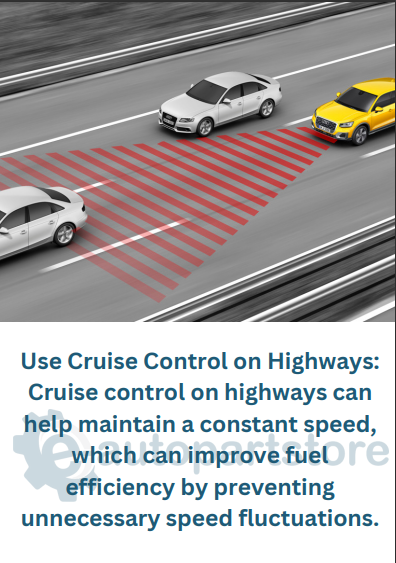 Use Cruise Control on Highways:
Cruise control on highways can
help maintain a constant speed,
which can improve fuel
efficiency by preventing
unnecessary speed fluctuations.
autopartstore